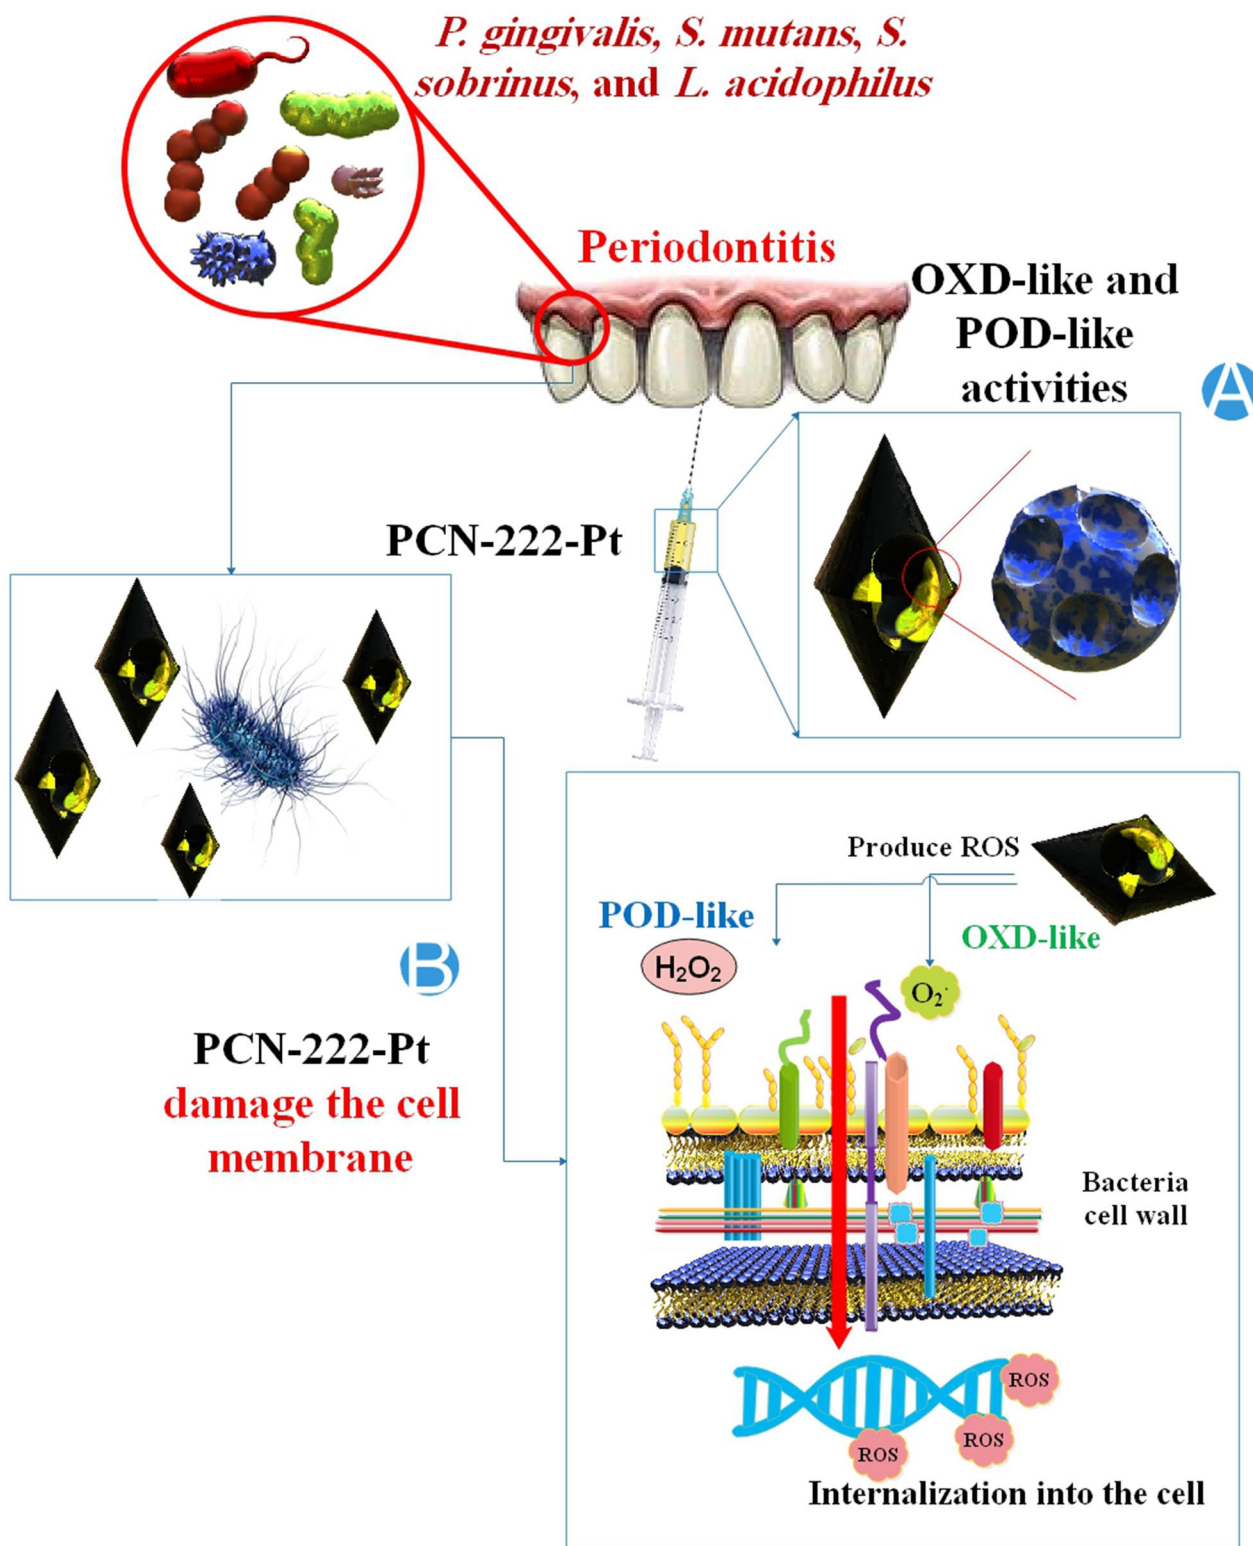 P. gingivalis, S. mutans, S.
sobrinus, and L. acidophilus
Periodontitis
OXD-like and
POD-like
activities
A
PCN-222-Pt
B
PCN-222-Pt
damage the cell
membrane
Produce ROS
POD-like
OXD-like
H₂O₂
O₂·
Bacteria
cell wall
ROS
ROS
ROS
Internalization into the cell